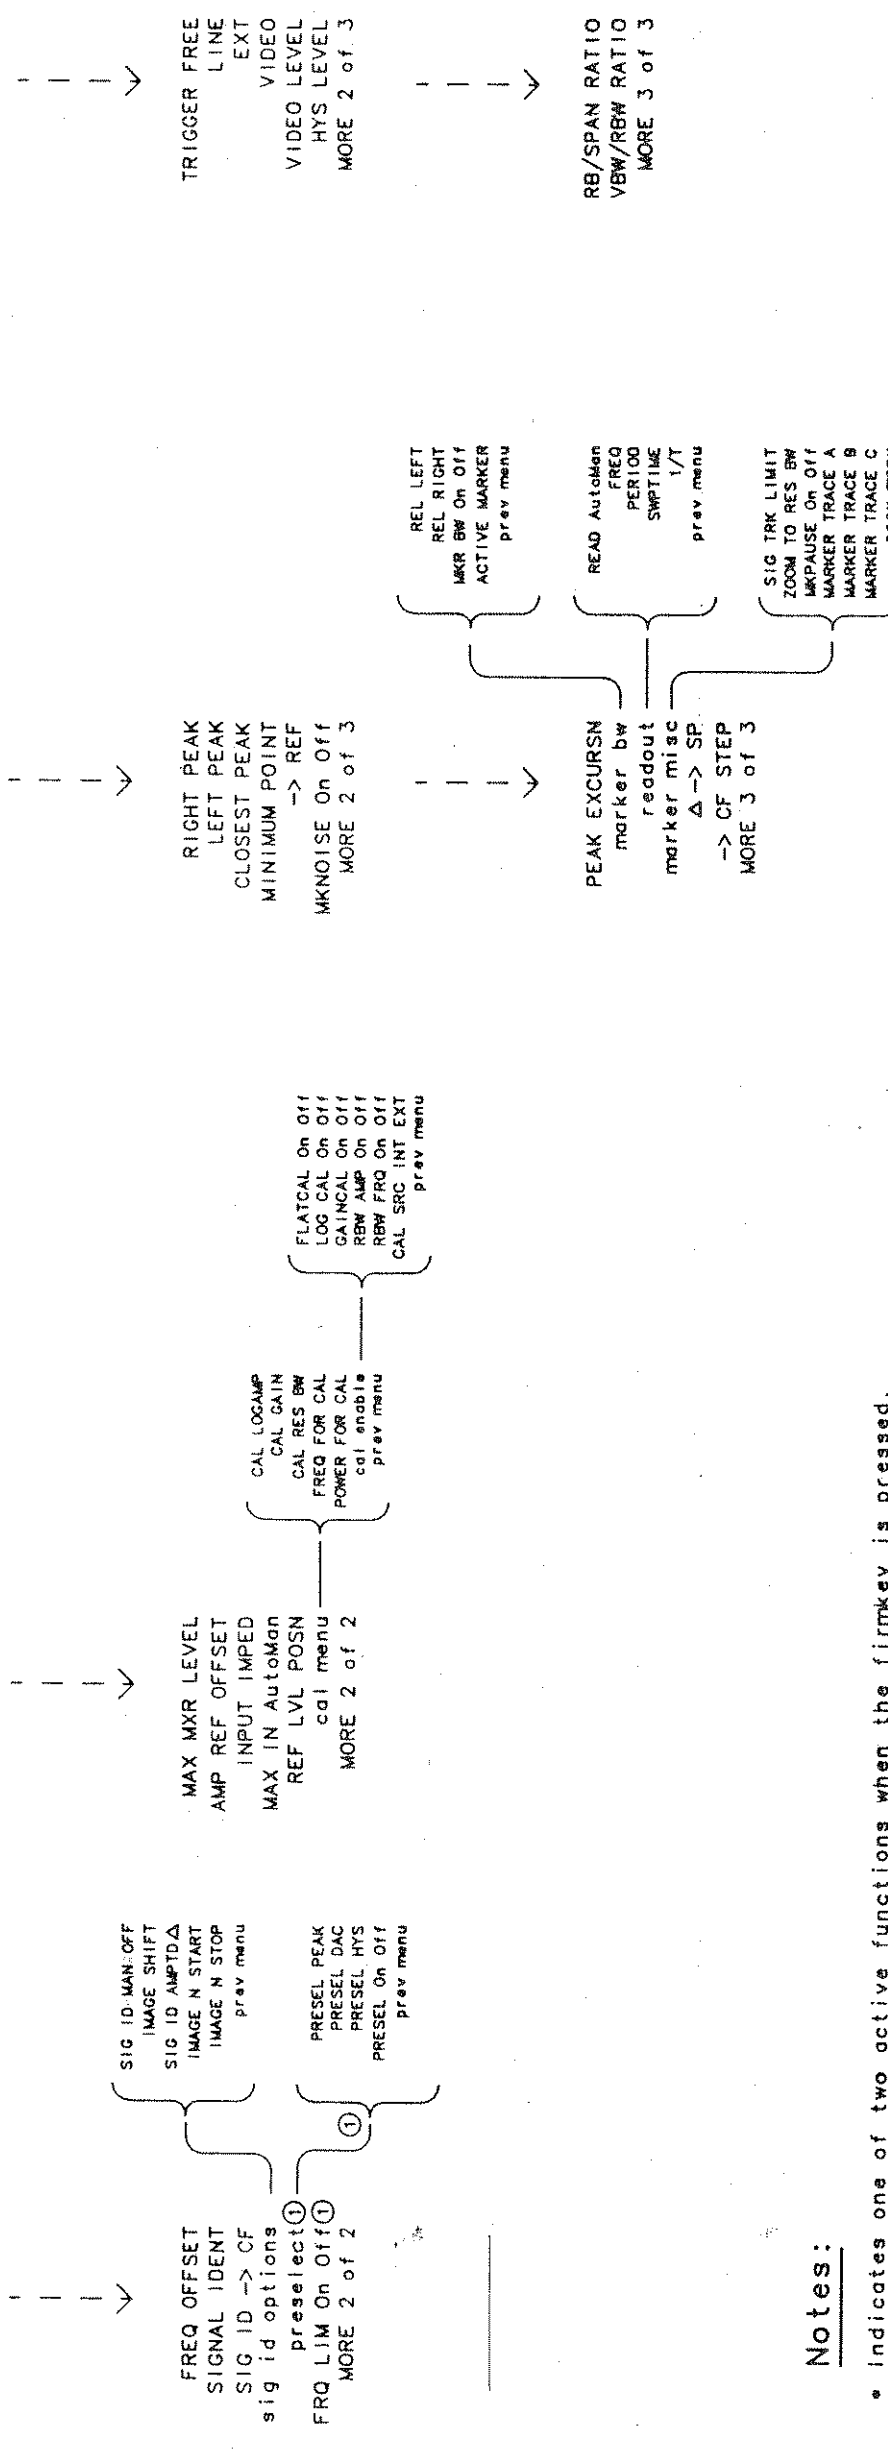 FREQ OFFSET
SIGNAL IDENT
SIG ID -> CF
sig id options
preselect①
FRQ LIM On Off①
MORE 2 of 2
SIG ID MAN OFF
IMAGE SHIFT
SIG ID AMPTD△
IMAGE N START
IMAGE N STOP
prev menu
①
PRESEL PEAK
PRESEL DAC
PRESEL HYS
PRESEL On Off
prev menu
MAX MXR LEVEL
AMP REF OFFSET
INPUT IMPED
MAX IN AutoMan
REF LVL POSN
cal menu
MORE 2 of 2
CAL LOGAMP
CAL GAIN
CAL RES BW
FREQ FOR CAL
POWER FOR CAL
cal enable
prev menu
FLATCAL On Off
LOG CAL On Off
GAINCAL On Off
RBW AMP On Off
RBW FRQ On Off
CAL SRC INT EXT
prev menu
RIGHT PEAK
LEFT PEAK
CLOSEST PEAK
MINIMUM POINT
-> REF
MKNOISE On Off
MORE 2 of 3
PEAK EXCURSN
marker bw
readout
marker misc
△ -> SP
-> CF STEP
MORE 3 of 3
REL LEFT
REL RIGHT
MKR BW On Off
ACTIVE MARKER
prev menu
READ AutoMan
FREQ
PERIOD
SWPTIME
1/T
prev menu
SIG TRK LIMIT
ZOOM TO RES BW
MKPAUSE On Off
MARKER TRACE A
MARKER TRACE B
MARKER TRACE C
TRIGGER FREE
LINE
EXT
VIDEO
VIDEO LEVEL
HYS LEVEL
MORE 2 of 3
RB/SPAN RATIO
VBW/RBW RATIO
MORE 3 of 3
Notes:
* Indicates one of two active functions when the firmkey is pressed.